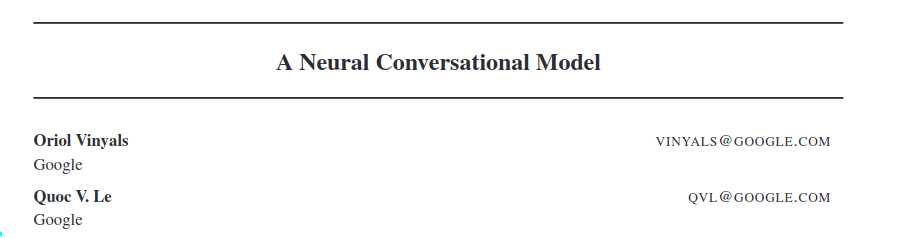 A Neural Conversational Model
Oriol Vinyals VINYALS@GOOGLE.COM
Google
Quoc V. Le QVL@GOOGLE.COM
Google